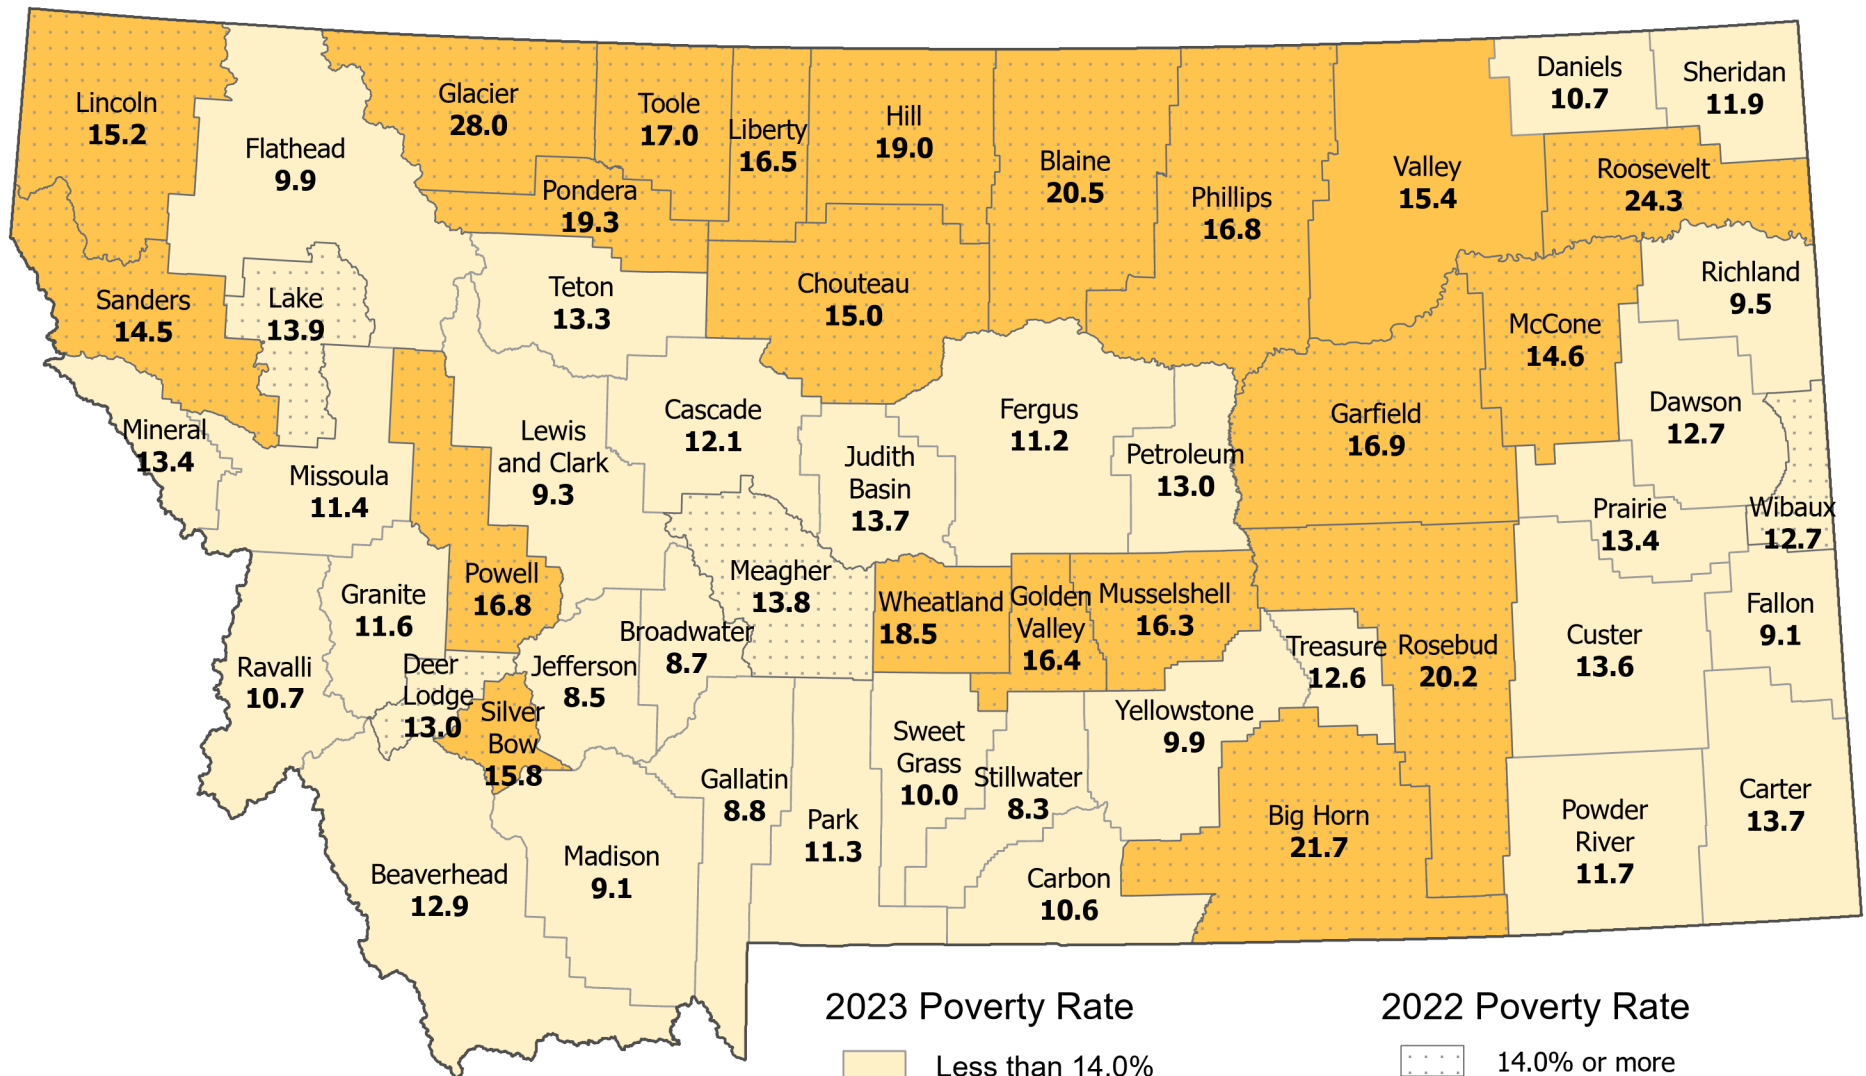 Lincoln
15.2
Flathead
9.9
Glacier
28.0
Toole
17.0
Liberty
16.5
Hill
19.0
Blaine
20.5
Phillips
16.8
Valley
15.4
Daniels
10.7
Sheridan
11.9
Roosevelt
24.3
Pondera
19.3
Sanders
14.5
Lake
13.9
Teton
13.3
Chouteau
15.0
Richland
9.5
McCone
14.6
Mineral
13.4
Missoula
11.4
Lewis
and Clark
9.3
Cascade
12.1
Judith
Basin
13.7
Fergus
11.2
Petroleum
13.0
Garfield
16.9
Dawson
12.7
Prairie
13.4
Wibaux
12.7
Granite
11.6
Powell
16.8
Meagher
13.8
Wheatland
18.5
Golden
Valley
16.4
Musselshell
16.3
Treasure
12.6
Rosebud
20.2
Custer
13.6
Fallon
9.1
Ravalli
10.7
Deer
Lodge
13.0
Silver
Bow
15.8
Jefferson
8.5
Broadwater
8.7
Gallatin
8.8
Park
11.3
Sweet
Grass
10.0
Stillwater
8.3
Yellowstone
9.9
Big Horn
21.7
Powder
River
11.7
Carter
13.7
Beaverhead
12.9
Madison
9.1
Carbon
10.6
2023 Poverty Rate
Less than 14.0%
2022 Poverty Rate
14.0% or more